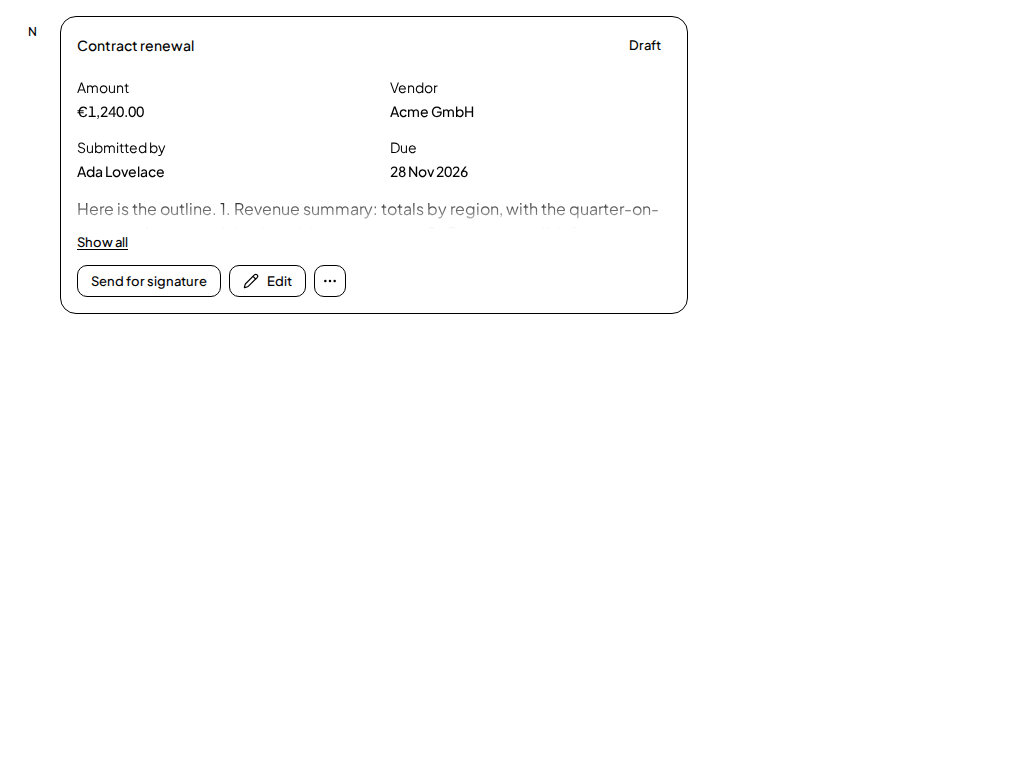 N
Contract renewal
Draft
Amount
Vendor
€1,240.00
Acme GmbH
Submitted by
Due
Ada Lovelace
28 Nov 2026
Here is the outline. 1. Revenue summary: totals by region, with the quarter-on-
Show all
Send for signature
Edit